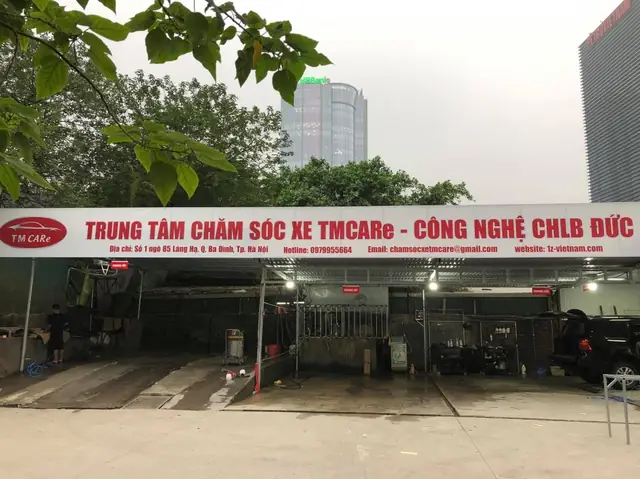 TM CARe
TRUNG TÂM CHĂM SÓC XE TMCARe - CÔNG NGHỆ CHLB ĐỨC
Địa chỉ: Số 1 ngõ 85 Láng Hạ, Q. Ba Đình, Tp. Hà Nội Hotline: 0979955664 Email: chamsocxetmcare@gmail.com website: 1z-vietnam.com